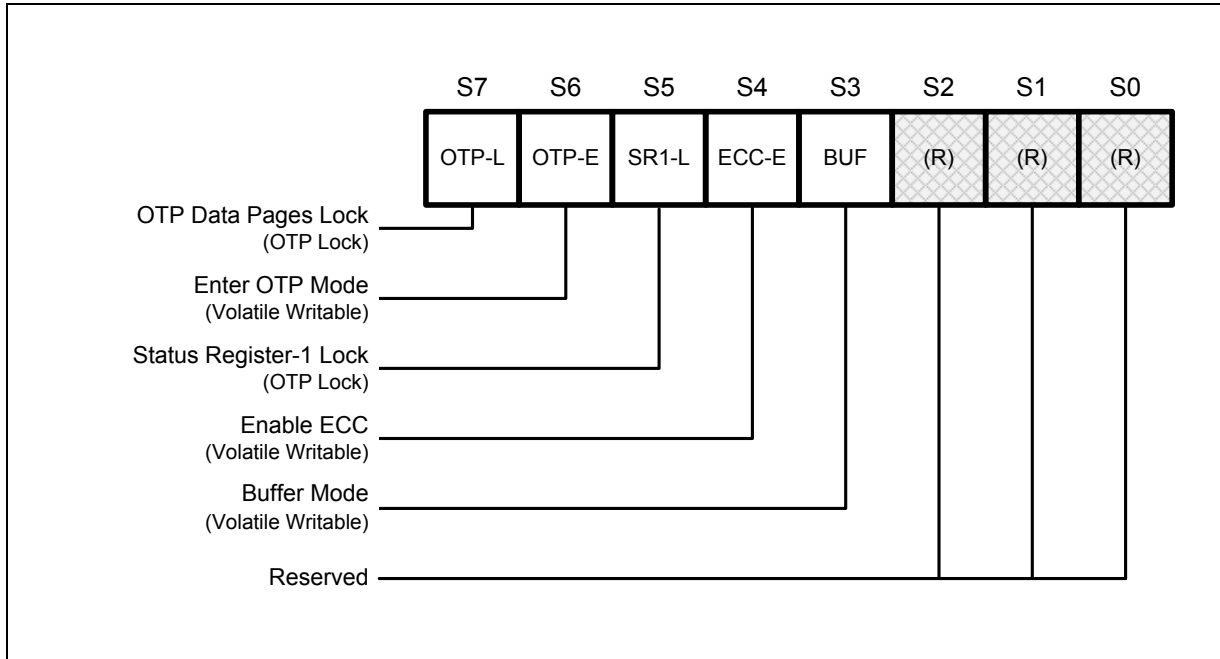 S7 S6 S5 S4 S3 S2 S1 S0
OTP-L OTP-E SR1-L ECC-E BUF (R) (R) (R)
OTP Data Pages Lock
(OTP Lock)
Enter OTP Mode
(Volatile Writable)
Status Register-1 Lock
(OTP Lock)
Enable ECC
(Volatile Writable)
Buffer Mode
(Volatile Writable)
Reserved